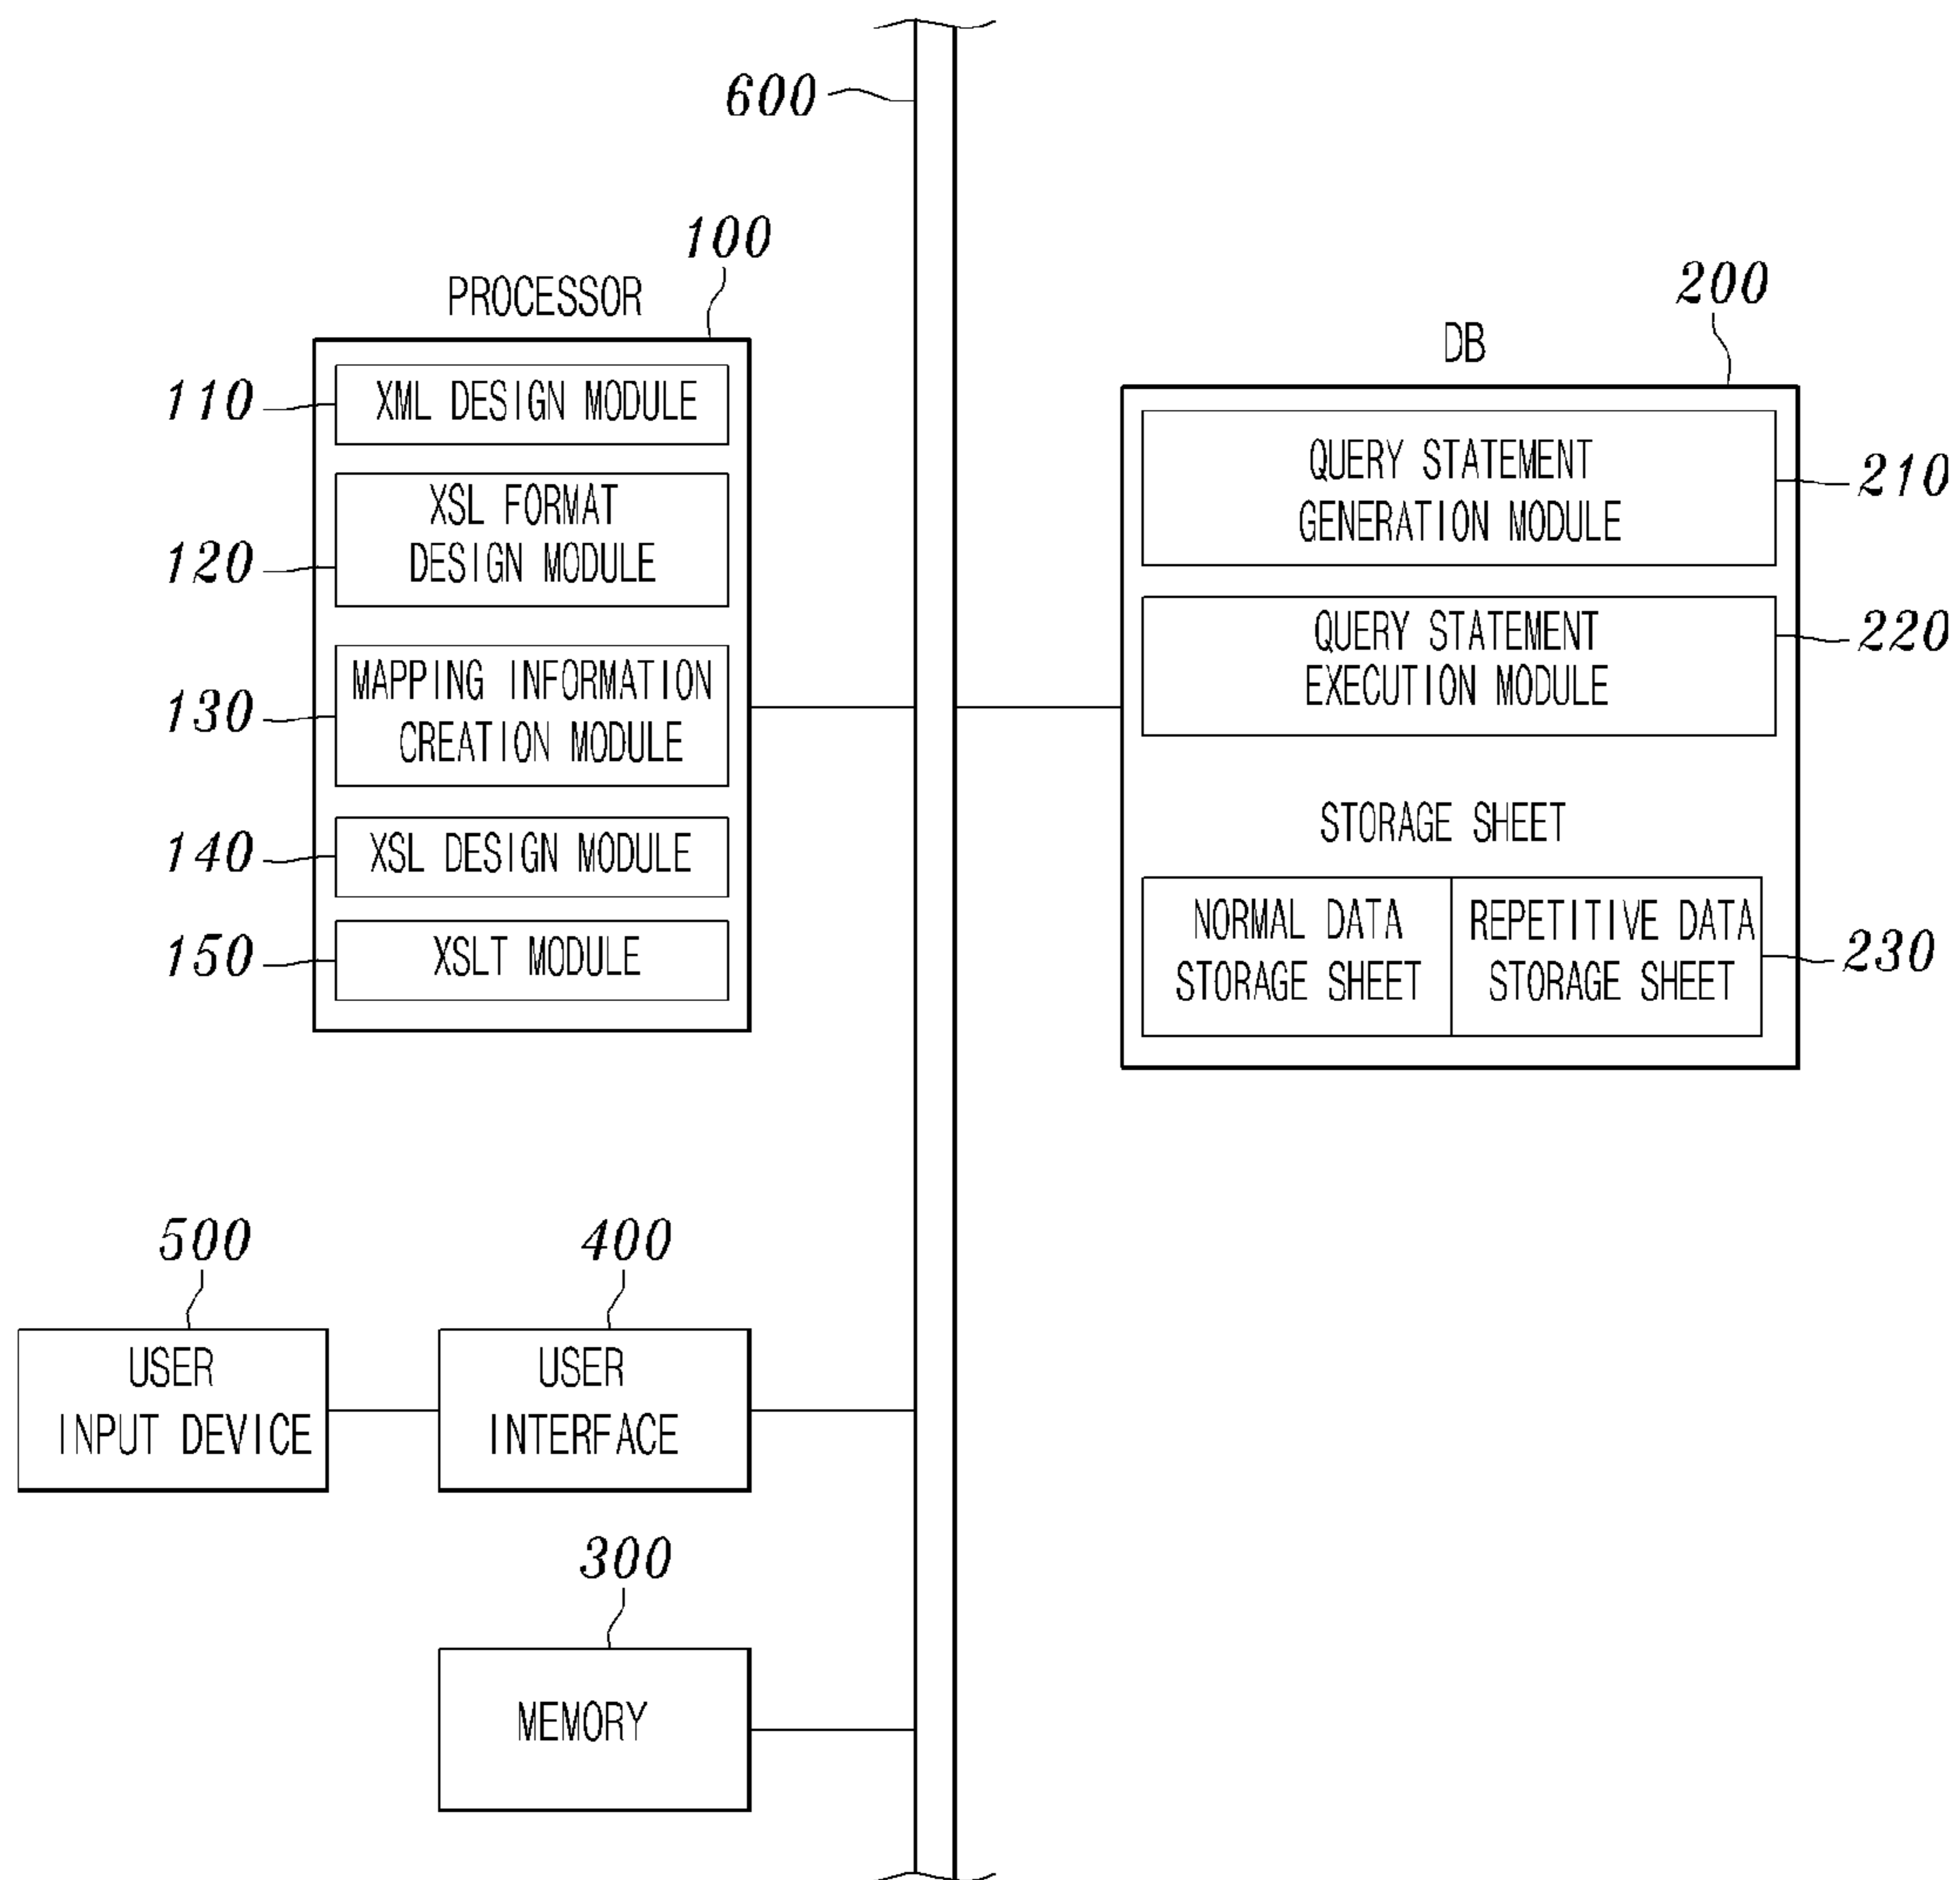 600
100
PROCESSOR
110
XML DESIGN MODULE
120
XSL FORMAT
DESIGN MODULE
130
MAPPING INFORMATION
CREATION MODULE
140
XSL DESIGN MODULE
150
XSLT MODULE
200
DB
QUERY STATEMENT
GENERATION MODULE
210
QUERY STATEMENT
EXECUTION MODULE
220
STORAGE SHEET
NORMAL DATA
STORAGE SHEET
REPETITIVE DATA
STORAGE SHEET
230
500
USER
INPUT DEVICE
400
USER
INTERFACE
300
MEMORY